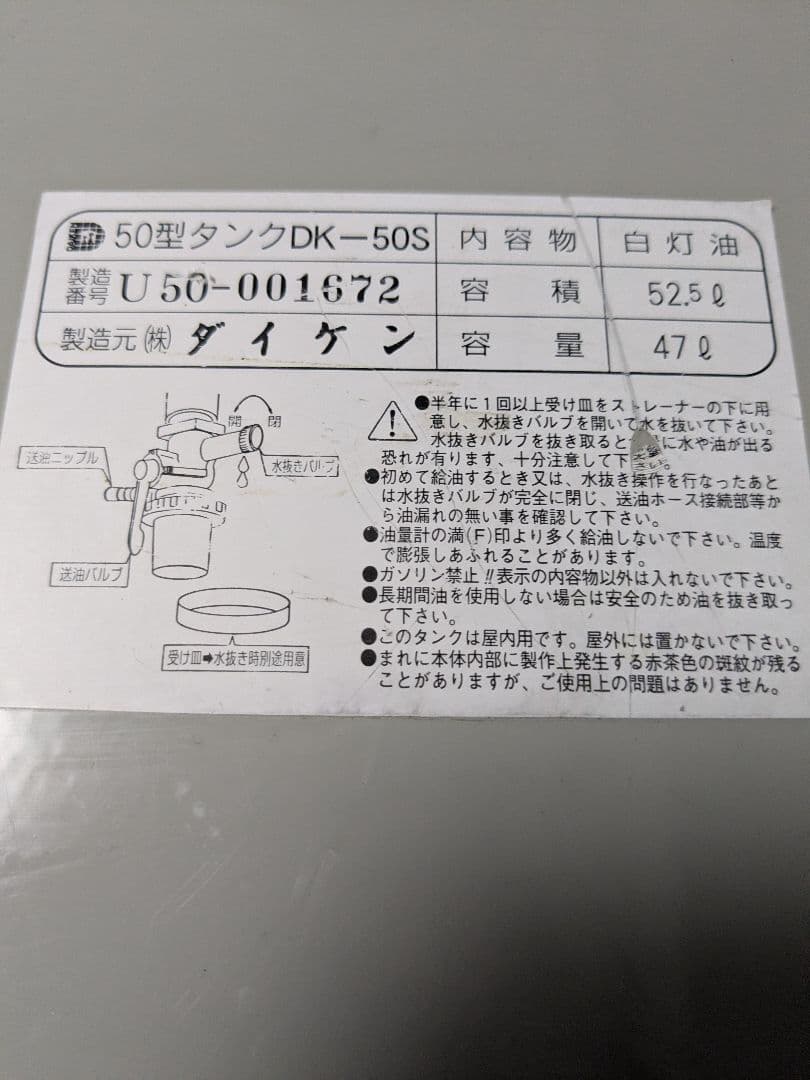 50型タンクDK－50S 内容物 白灯油
製造番号 U50-001672 容積 52.5ℓ
製造元 ㈱ ダイケン 容量 47ℓ
開 閉
送油ニップル
水抜きバルブ
送油バルブ
受け皿➡水抜き時別途用意
●半年に1回以上受け皿をストレーナーの下に用
意し、水抜きバルブを開いて水を抜いて下さい。
水抜きバルブを抜き取ると に水や油が出る
恐れが有ります、十分注意して下さい。
●初めて給油するとき又は、水抜き操作を行なったあと
は水抜きバルブが完全に閉じ、送油ホース接続部等か
ら油漏れの無い事を確認して下さい。
●油量計の満(F)印より多く給油しないで下さい。温度
で膨張しあふれることがあります。
●ガソリン禁止!!表示の内容物以外は入れないで下さい。
●長期間油を使用しない場合は安全のため油を抜き取っ
て下さい。
●このタンクは屋内用です。屋外には置かないで下さい。
●まれに本体内部に製作上発生する赤茶色の斑紋が残る
ことがありますが、ご使用上の問題はありません。